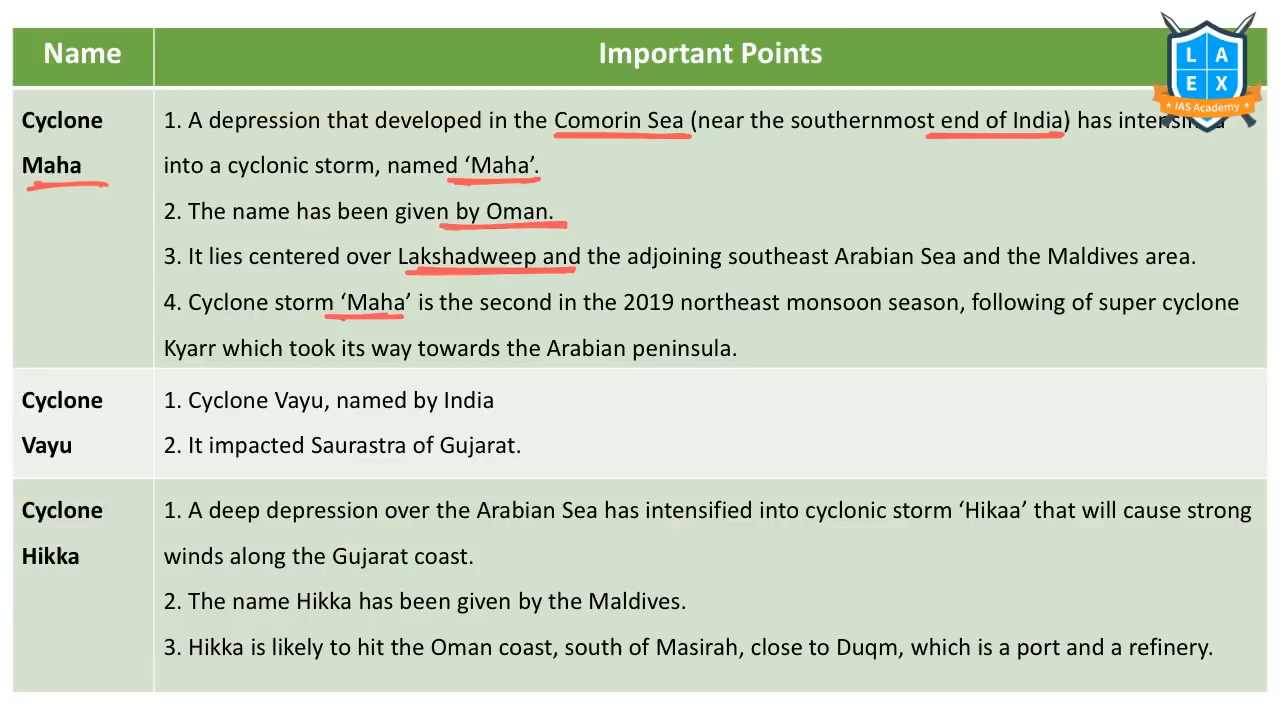 Name
Important Points
L A
E X
IAS Academy
Cyclone
Maha
1. A depression that developed in the Comorin Sea (near the southernmost end of India) has intensified
into a cyclonic storm, named ‘Maha’.
2. The name has been given by Oman.
3. It lies centered over Lakshadweep and the adjoining southeast Arabian Sea and the Maldives area.
4. Cyclone storm ‘Maha’ is the second in the 2019 northeast monsoon season, following of super cyclone
Kyarr which took its way towards the Arabian peninsula.
Cyclone
Vayu
1. Cyclone Vayu, named by India
2. It impacted Saurastra of Gujarat.
Cyclone
Hikka
1. A deep depression over the Arabian Sea has intensified into cyclonic storm ‘Hikaa’ that will cause strong
winds along the Gujarat coast.
2. The name Hikka has been given by the Maldives.
3. Hikka is likely to hit the Oman coast, south of Masirah, close to Duqm, which is a port and a refinery.